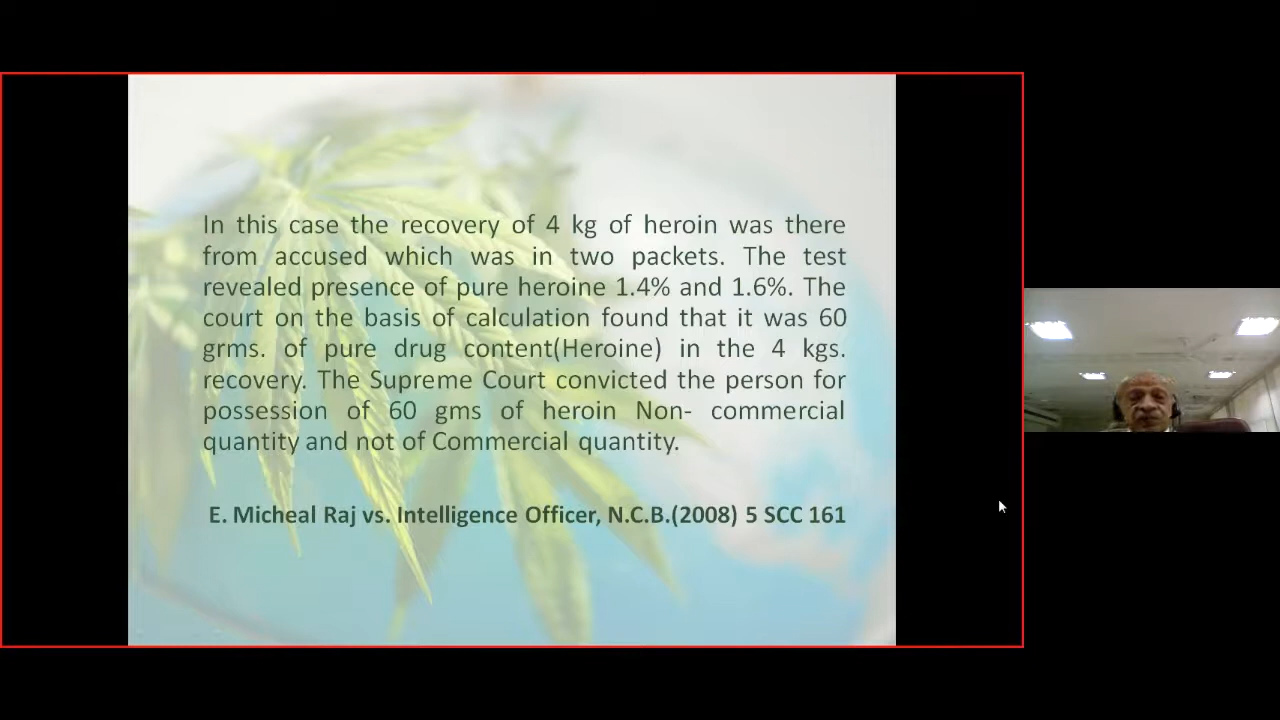 In this case the recovery of 4 kg of heroin was there
from accused which was in two packets. The test
revealed presence of pure heroine 1.4% and 1.6%. The
court on the basis of calculation found that it was 60
grms. of pure drug content(Heroine) in the 4 kgs.
recovery. The Supreme Court convicted the person for
possession of 60 gms of heroin Non- commercial
quantity and not of Commercial quantity.
E. Micheal Raj vs. Intelligence Officer, N.C.B.(2008) 5 SCC 161